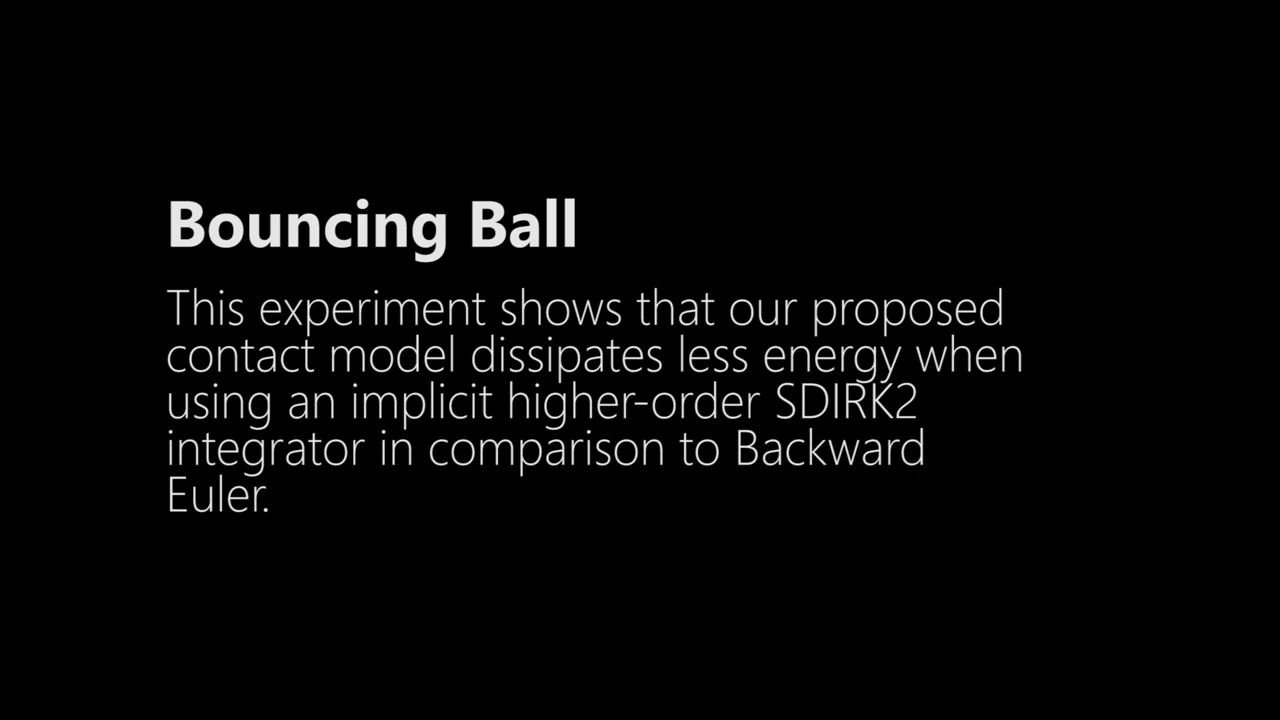 Bouncing Ball
This experiment shows that our proposed
contact model dissipates less energy when
using an implicit higher-order SDIRK2
integrator in comparison to Backward
Euler.